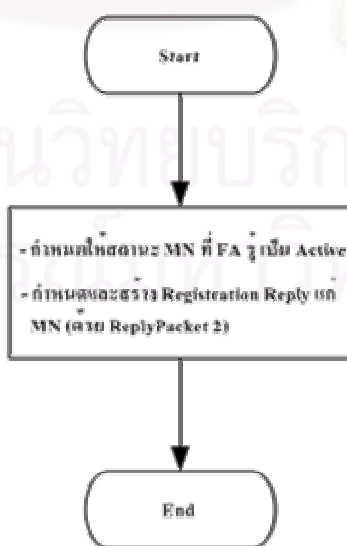 Start
- กำหนดให้สถานะ MN ที่ FA รู้ เป็น Active
- กำหนดและสร้าง Registration Reply แก่
MN (ด้วย ReplyPacket 2)
End